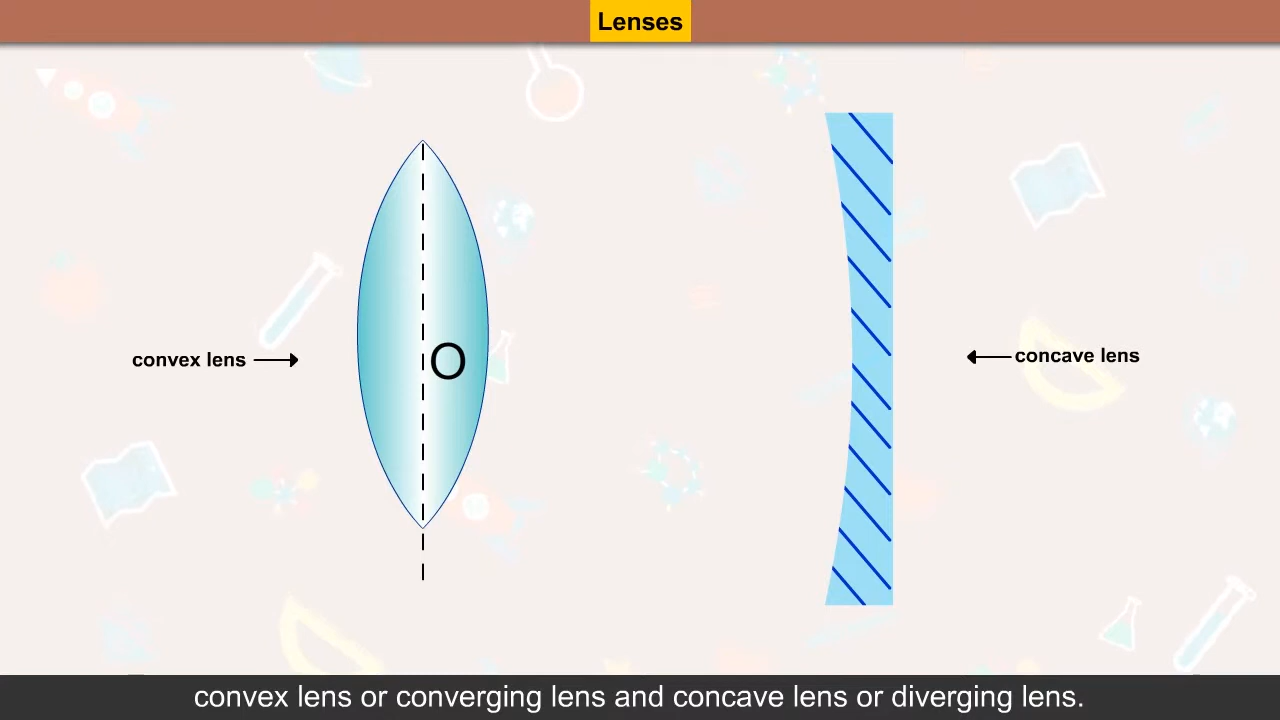 Lenses
O
convex lens
concave lens
convex lens or converging lens and concave lens or diverging lens.